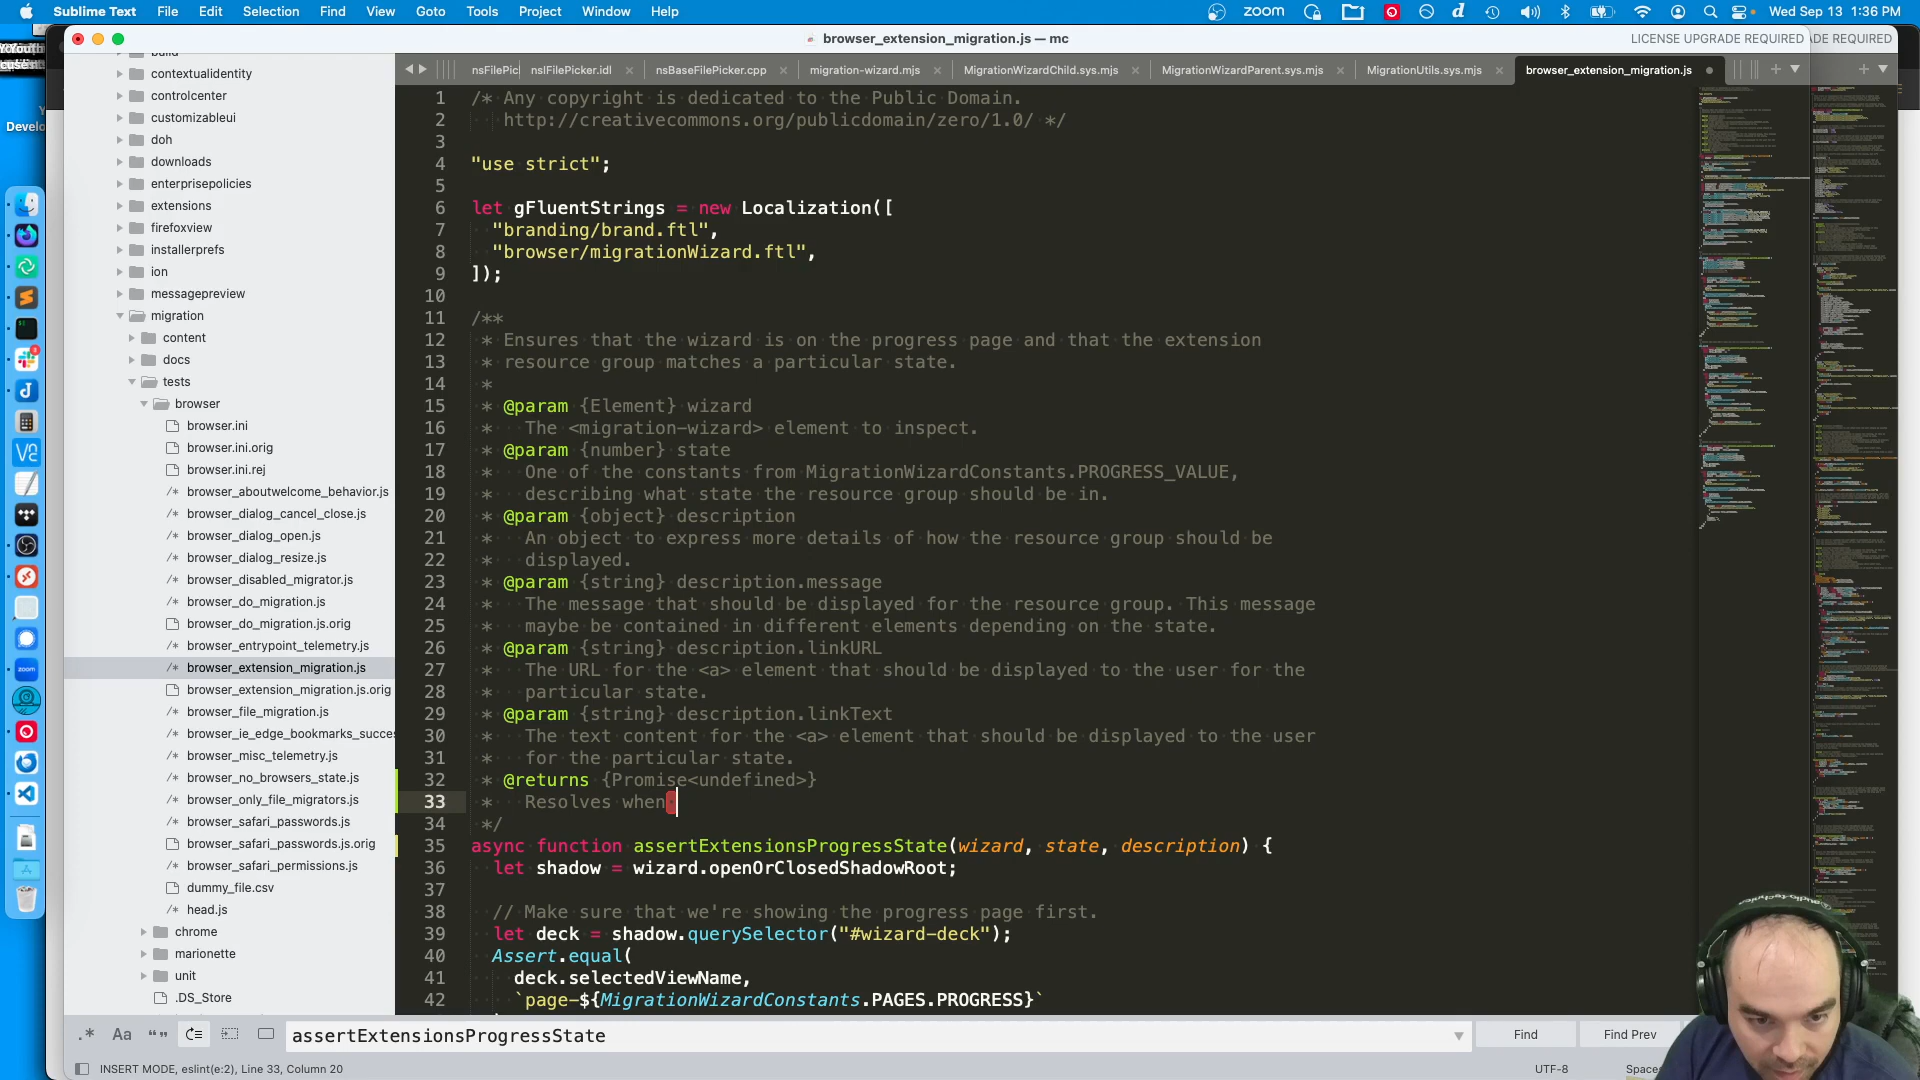 Sublime Text File Edit Selection Find View Goto Tools Project Window Help
zoom Wed Sep 13 1:36 PM
browser_extension_migration.js — mc
LICENSE UPGRADE REQUIRED
ADE REQUIRED
Develo
build
contextualidentity
controlcenter
customizableui
doh
downloads
enterprisepolicies
extensions
firefoxview
installerprefs
ion
messagepreview
migration
content
docs
tests
browser
browser.ini
browser.ini.orig
browser.ini.rej
/* browser_aboutwelcome_behavior.js
/* browser_dialog_cancel_close.js
/* browser_dialog_open.js
/* browser_dialog_resize.js
/* browser_disabled_migrator.js
/* browser_do_migration.js
browser_do_migration.js.orig
/* browser_entrypoint_telemetry.js
/* browser_extension_migration.js
browser_extension_migration.js.orig
/* browser_file_migration.js
/* browser_ie_edge_bookmarks_succes
/* browser_misc_telemetry.js
/* browser_no_browsers_state.js
/* browser_only_file_migrators.js
/* browser_safari_passwords.js
browser_safari_passwords.js.orig
/* browser_safari_permissions.js
dummy_file.csv
/* head.js
chrome
marionette
unit
.DS_Store
nsFilePic nsIFilePicker.idl nsBaseFilePicker.cpp migration-wizard.mjs MigrationWizardChild.sys.mjs MigrationWizardParent.sys.mjs MigrationUtils.sys.mjs browser_extension_migration.js
1 /* Any copyright is dedicated to the Public Domain.
2 http://creativecommons.org/publicdomain/zero/1.0/ */
3
4 "use strict";
5
6 let gFluentStrings = new Localization([
7 "branding/brand.ftl",
8 "browser/migrationWizard.ftl",
9 ]);
10
11 /**
12 * Ensures that the wizard is on the progress page and that the extension
13 * resource group matches a particular state.
14 *
15 * @param {Element} wizard
16 * The <migration-wizard> element to inspect.
17 * @param {number} state
18 * One of the constants from MigrationWizardConstants.PROGRESS_VALUE,
19 * describing what state the resource group should be in.
20 * @param {object} description
21 * An object to express more details of how the resource group should be
22 * displayed.
23 * @param {string} description.message
24 * The message that should be displayed for the resource group. This message
25 * maybe be contained in different elements depending on the state.
26 * @param {string} description.linkURL
27 * The URL for the <a> element that should be displayed to the user for the
28 * particular state.
29 * @param {string} description.linkText
30 * The text content for the <a> element that should be displayed to the user
31 * for the particular state.
32 * @returns {Promise<undefined>}
33 * Resolves when
34 */
35 async function assertExtensionsProgressState(wizard, state, description) {
36 let shadow = wizard.openOrClosedShadowRoot;
37
38 // Make sure that we're showing the progress page first.
39 let deck = shadow.querySelector("#wizard-deck");
40 Assert.equal(
41 deck.selectedViewName,
42 `page-${MigrationWizardConstants.PAGES.PROGRESS}`
.* Aa assertExtensionsProgressState Find Find Prev
INSERT MODE, eslint(e:2), Line 33, Column 20 UTF-8 Spaces
audio-technica